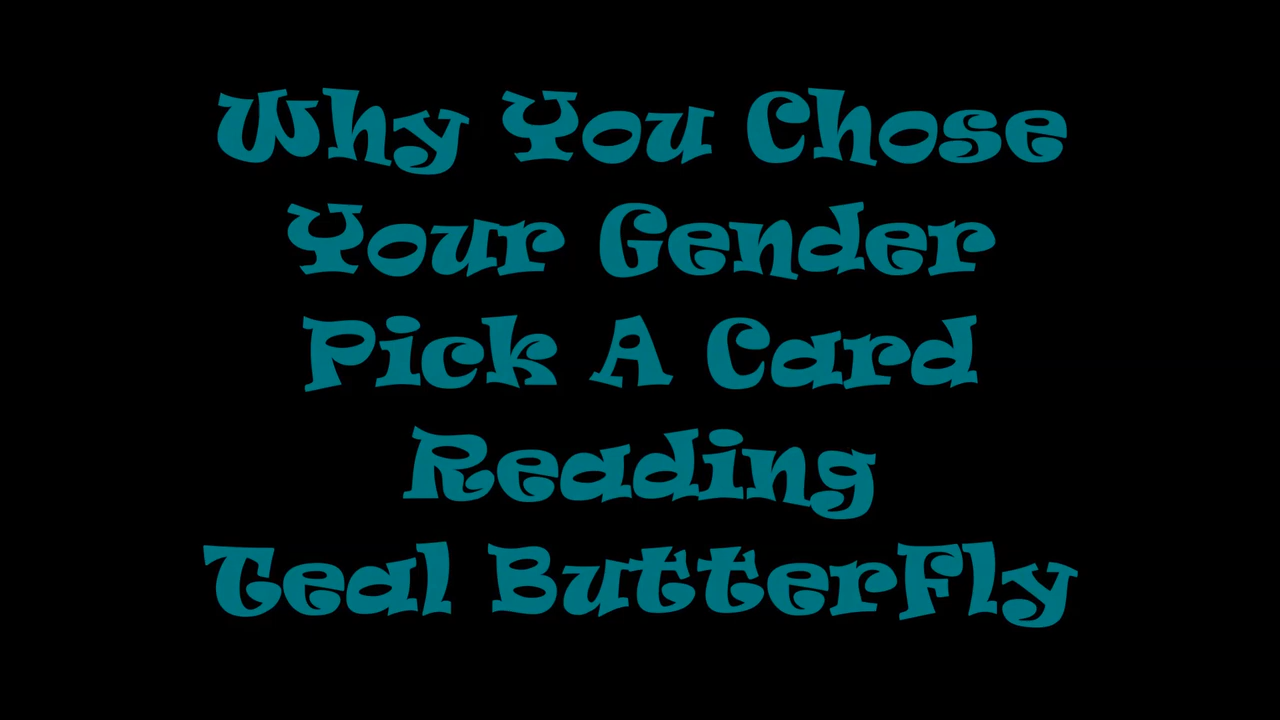 Why You Chose
Your Gender
Pick A Card
Reading
Teal ButterFly